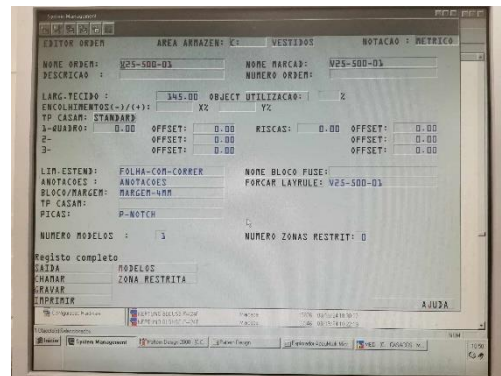 System Management
EDITOR ORDEM AREA ARMAZEN: C: VESTIDOS NOTACAO : METRICO
NOME ORDEM: V25-500-01 NOME MARCAD: V25-500-01
DESCRICAO : NUMERO ORDEM:
LARG-TECIDO : 145.00 OBJECT UTILIZACAO: %
ENCOLHIMENTOS(-)/(+): X% Y%
TP CASAM: STANDARD
1-QUADRO: 0.00 OFFSET: 0.00 RISCAS: 0.00 OFFSET: 0.00
2- OFFSET: 0.00 OFFSET: 0.00
3- OFFSET: 0.00 OFFSET: 0.00
LIM.ESTEND: FOLHA-COM-CORRER NOME BLOCO FUSE:
ANOTACOES : ANOTACOES FORCAR LAYRULE: V25-500-01
BLOCO/MARGEM: MARGEM-4MM
TP CASAM:
PICAS: P-NOTCH
NUMERO MODELOS : 1 NUMERO ZONAS RESTRIT: 0
Registo completo
SAIDA MODELOS
CHAMAR ZONA RESTRITA
GRAVAR
IMPRIMIR AJUDA
NUM
Iniciar System Management Pattern Design 10:50